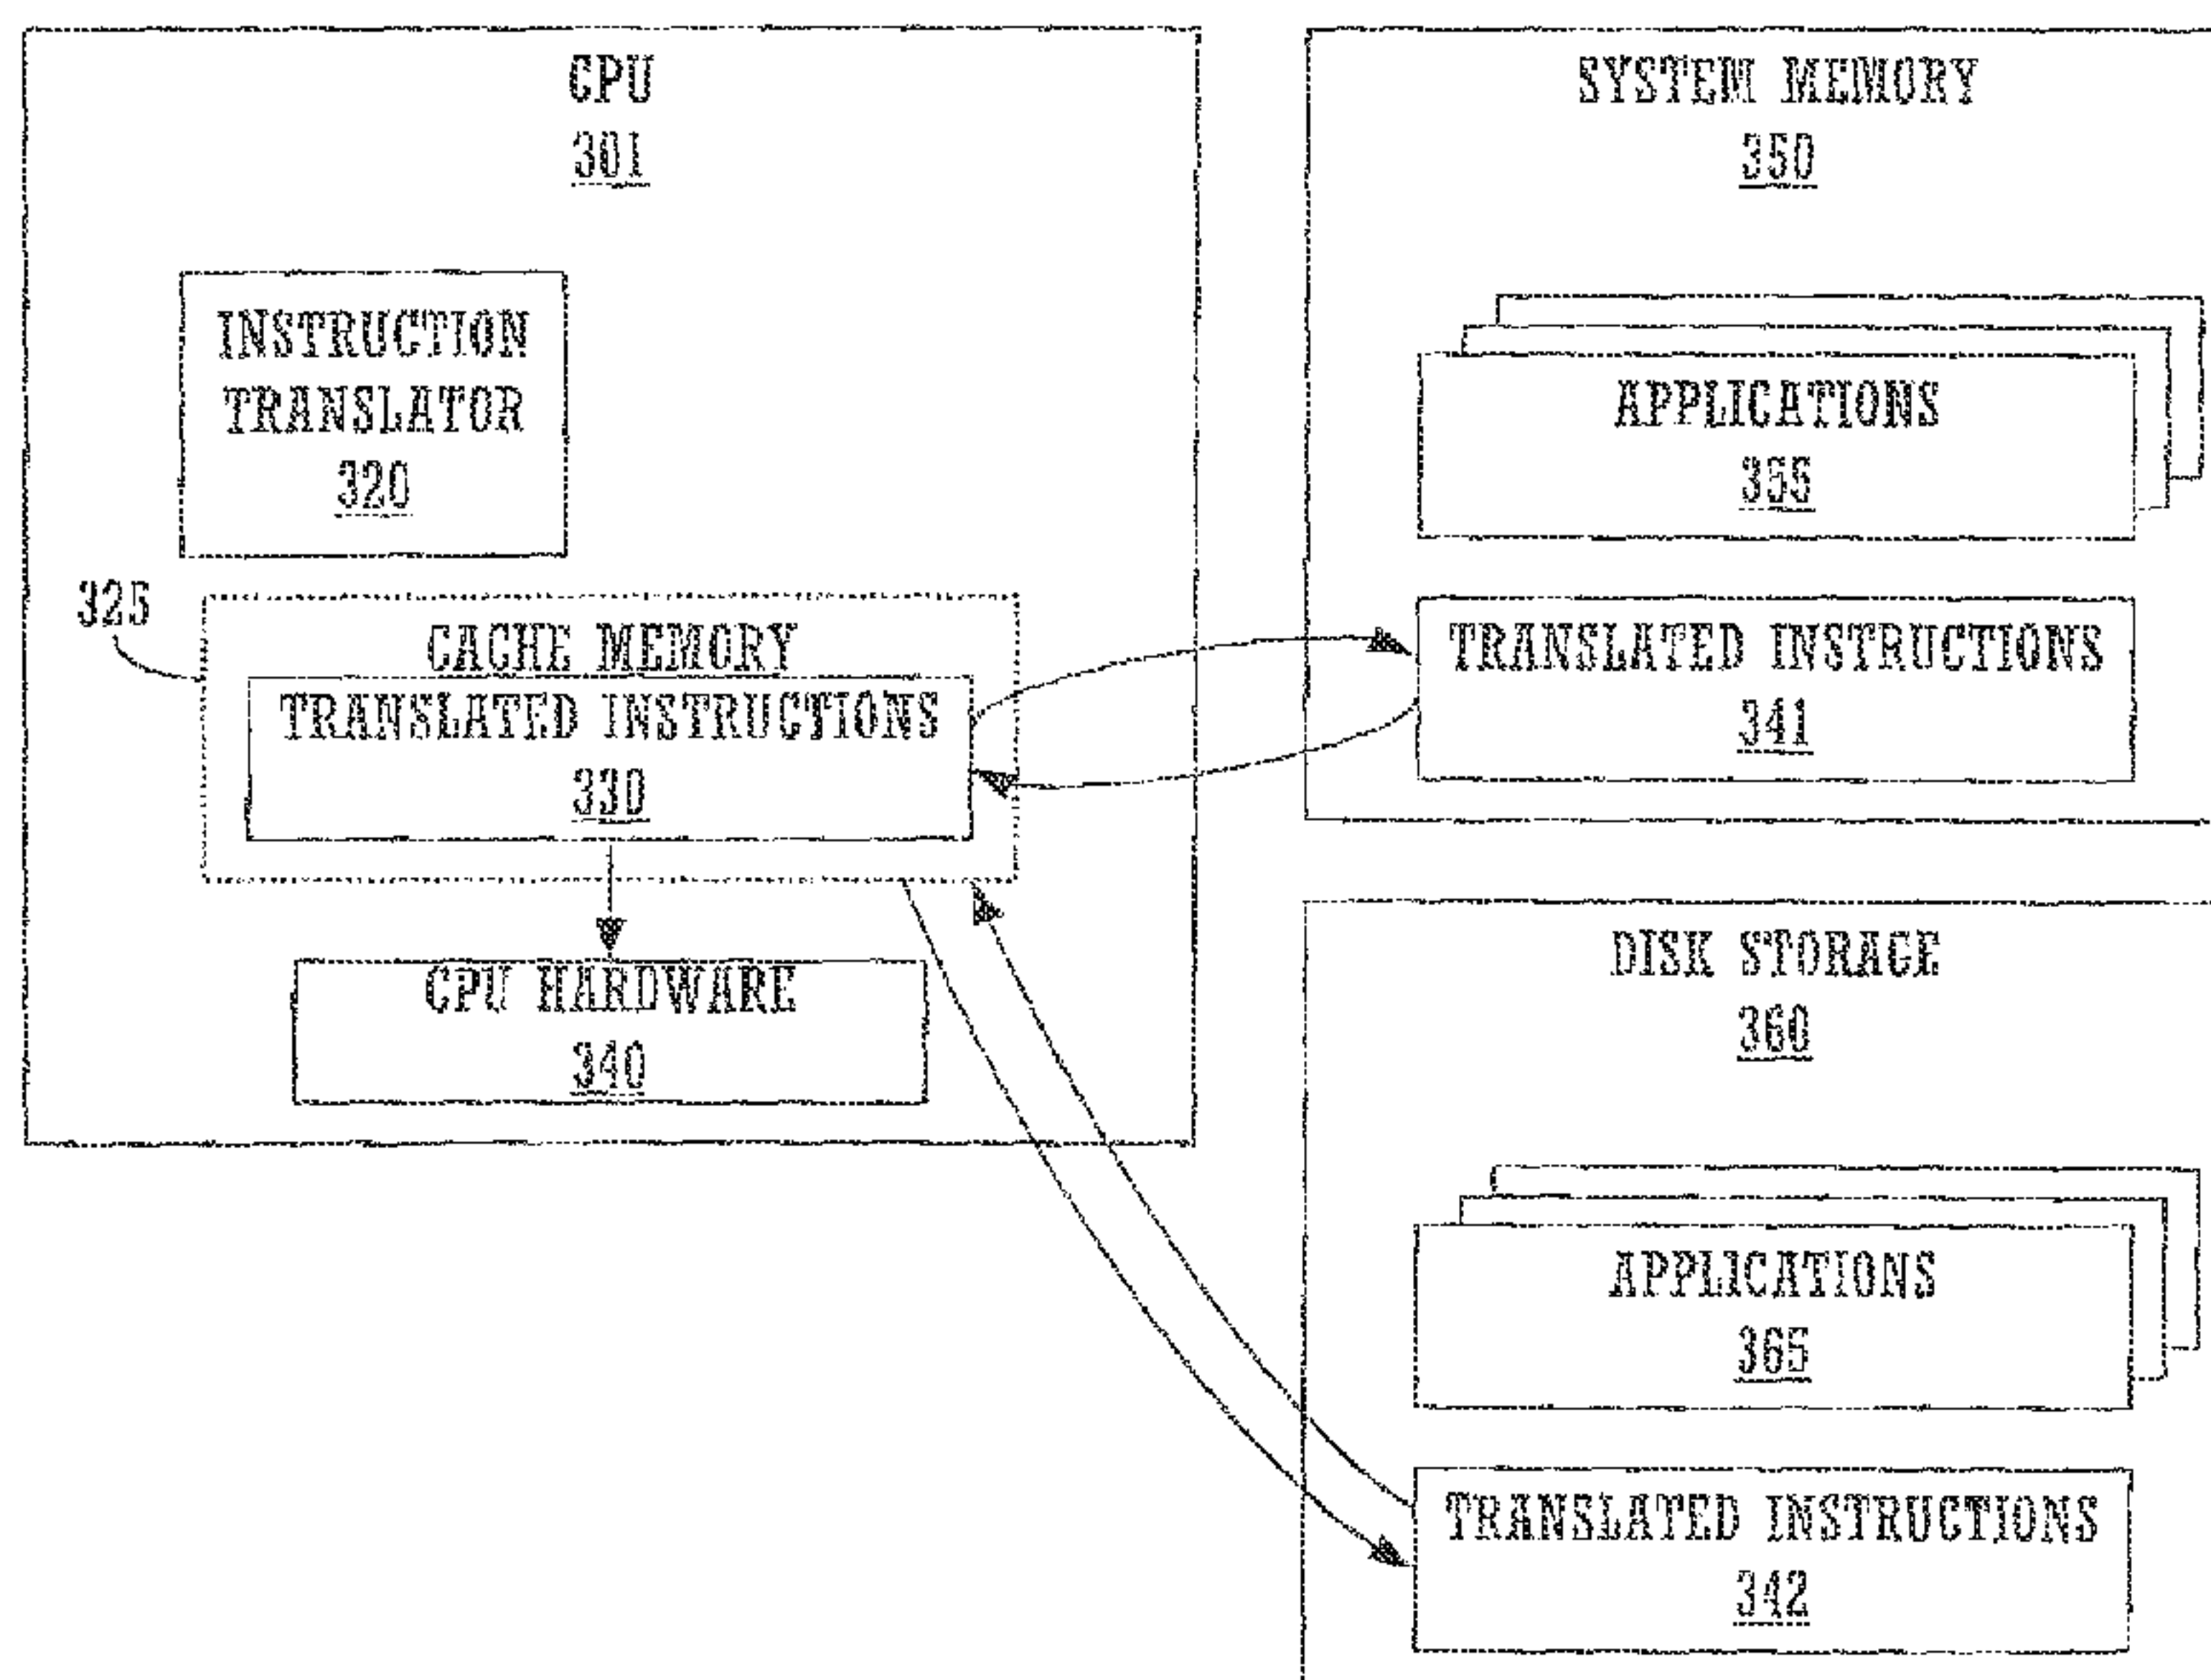 CPU
301
INSTRUCTION
TRANSLATOR
320
325
CACHE MEMORY
TRANSLATED INSTRUCTIONS
330
CPU HARDWARE
340
SYSTEM MEMORY
350
APPLICATIONS
355
TRANSLATED INSTRUCTIONS
341
DISK STORAGE
360
APPLICATIONS
365
TRANSLATED INSTRUCTIONS
342